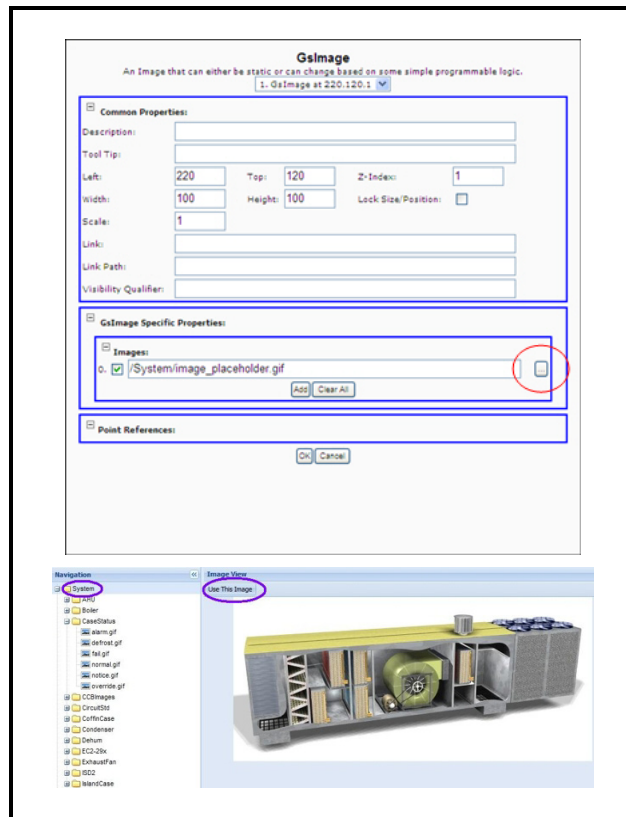 GsImage
An Image that can either be static or can change based on some simple programmable logic.
1. GsImage at 220.120.1
Common Properties:
Description:
Tool Tip:
Left: 220 Top: 120 Z-Index: 1
Width: 100 Height: 100 Lock Size/Position:
Scale: 1
Link:
Link Path:
Visibility Qualifier:
GsImage Specific Properties:
Images:
0. /System/image_placeholder.gif ...
Add Clear All
Point References:
OK Cancel
Navigation << Image View
System Use This Image
AHU
Boiler
CaseStatus
alarm.gif
defrost.gif
fail.gif
normal.gif
notice.gif
override.gif
CCBImages
CircuitStd
CoffinCase
Condenser
Dehum
EC2-29x
ExhaustFan
ISD2
IslandCase